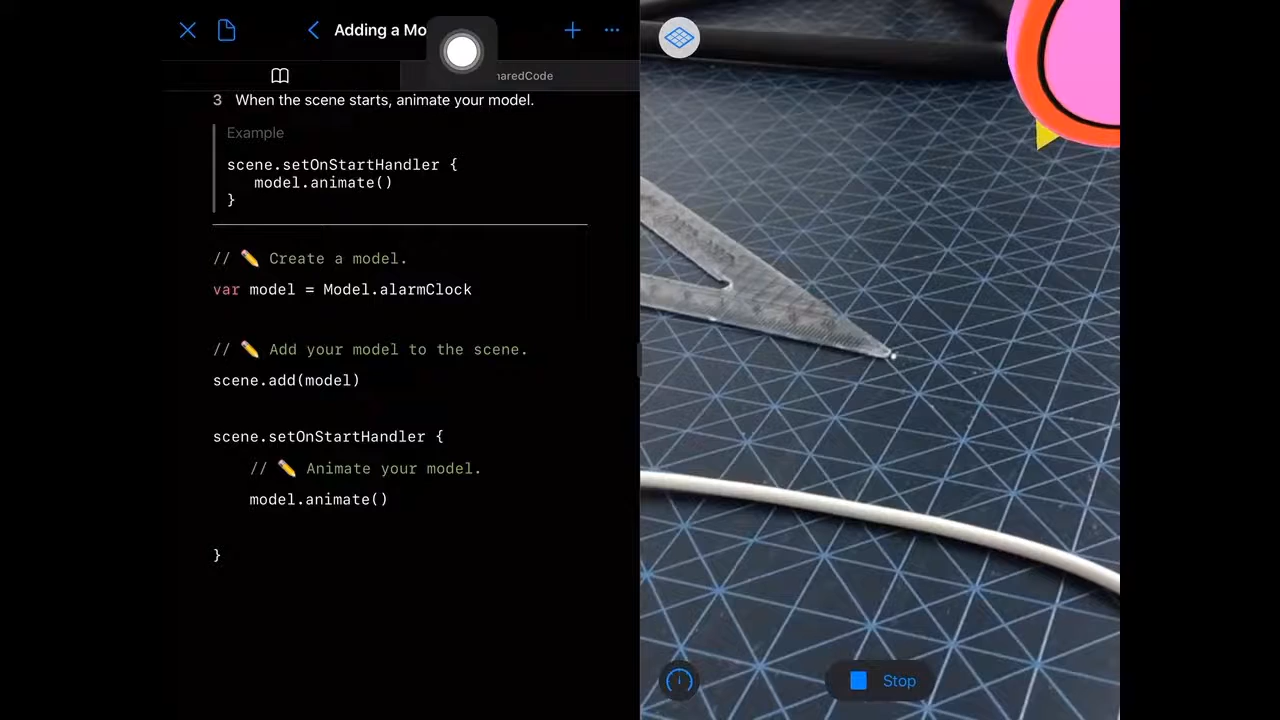 Adding a Mo
haredCode
3 When the scene starts, animate your model.
Example
scene.setOnStartHandler {
model.animate()
}
// ✏️ Create a model.
var model = Model.alarmClock
// ✏️ Add your model to the scene.
scene.add(model)
scene.setOnStartHandler {
// ✏️ Animate your model.
model.animate()
}
Stop